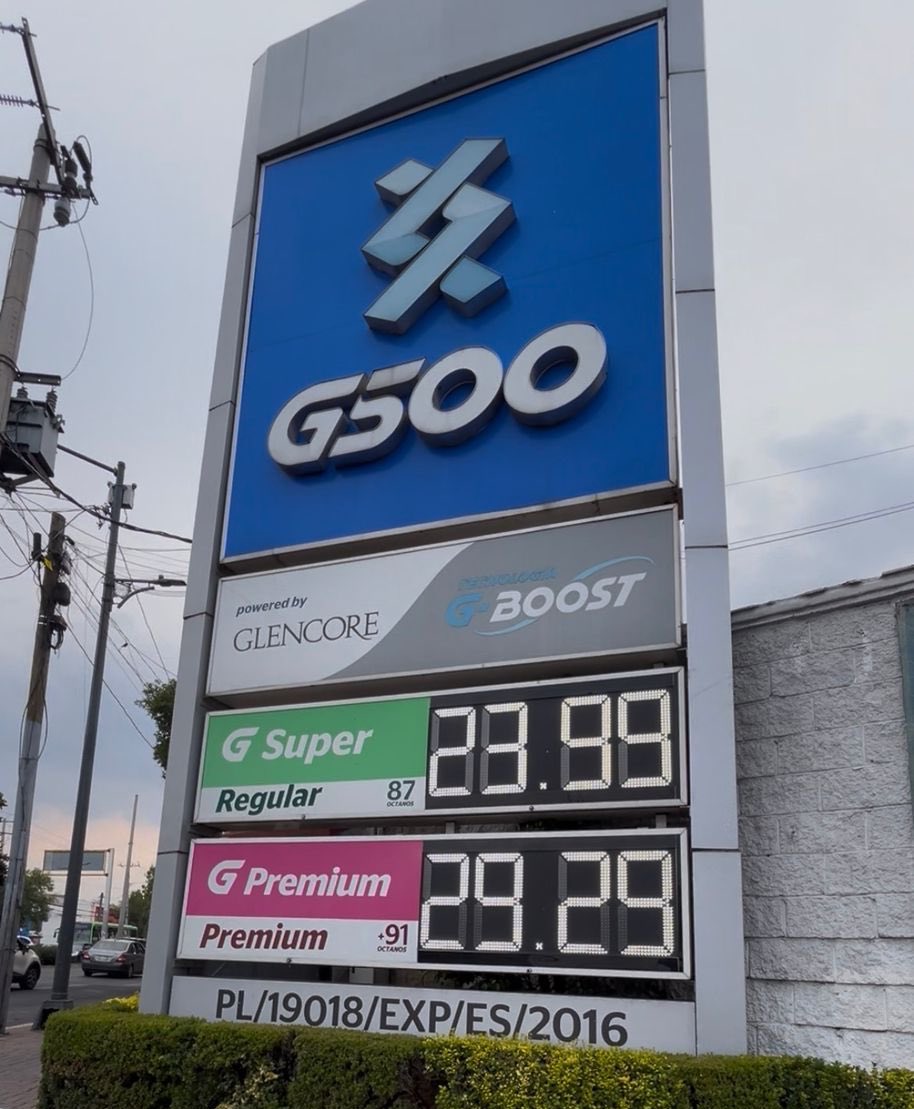 G500
powered by
GLENCORE
TECNOLOGÍA
G-BOOST
G Super
Regular
87
OCTANOS
23.99
G Premium
Premium
+91
OCTANOS
29.29
PL/19018/EXP/ES/2016